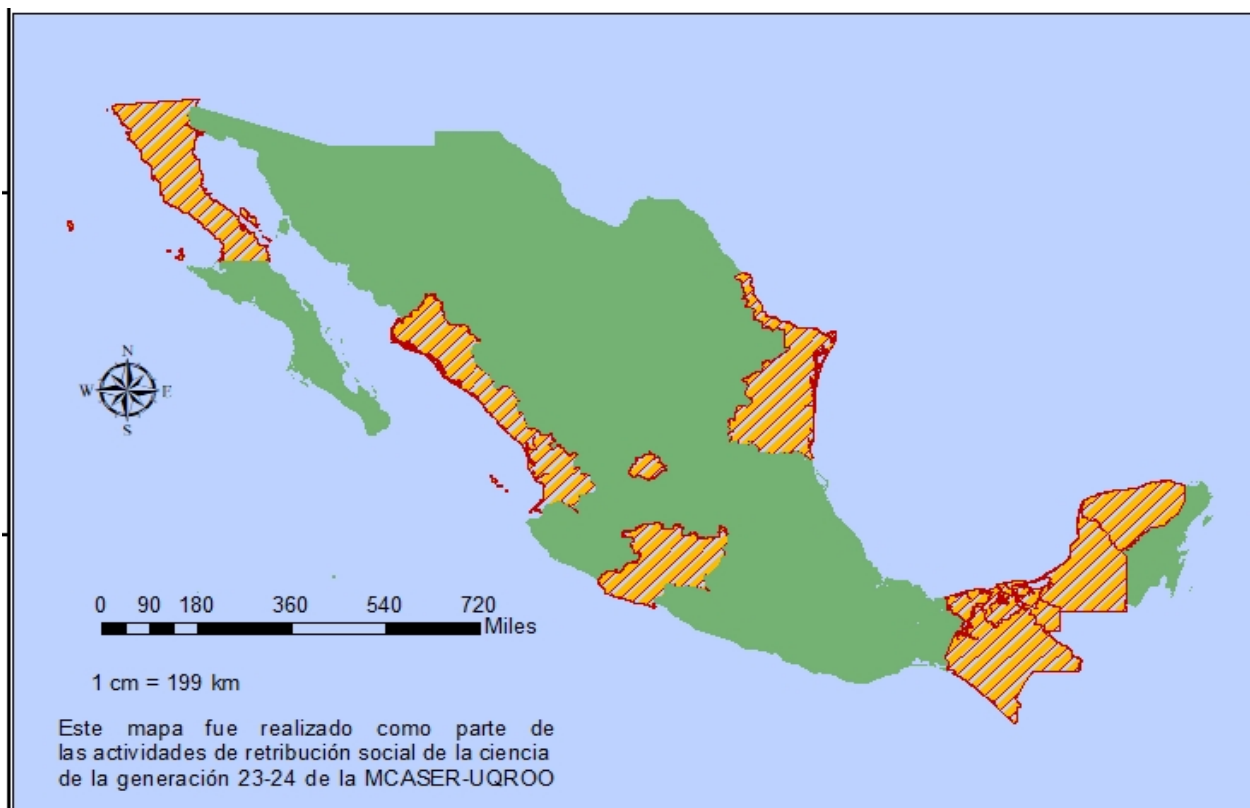 N
W E
S
0 90 180 360 540 720
Miles
1 cm = 199 km
Este mapa fue realizado como parte de
las actividades de retribución social de la ciencia
de la generación 23-24 de la MCASER-UQROO